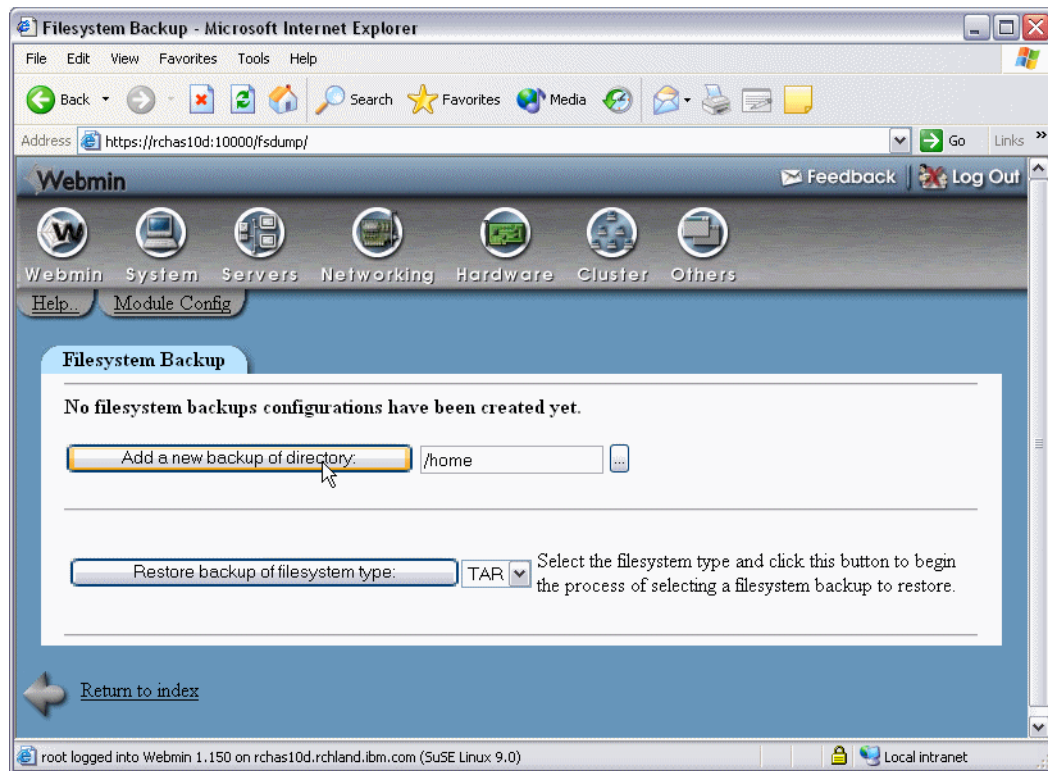 Filesystem Backup - Microsoft Internet Explorer
File Edit View Favorites Tools Help
Back Search Favorites Media
Address https://rchas10d:10000/fsdump/ Go Links »
Webmin Feedback Log Out
Webmin System Servers Networking Hardware Cluster Others
Help.. Module Config
Filesystem Backup
No filesystem backups configurations have been created yet.
Add a new backup of directory: /home ...
Restore backup of filesystem type: TAR Select the filesystem type and click this button to begin
the process of selecting a filesystem backup to restore.
Return to index
root logged into Webmin 1.150 on rchas10d.rchland.ibm.com (SuSE Linux 9.0) Local intranet